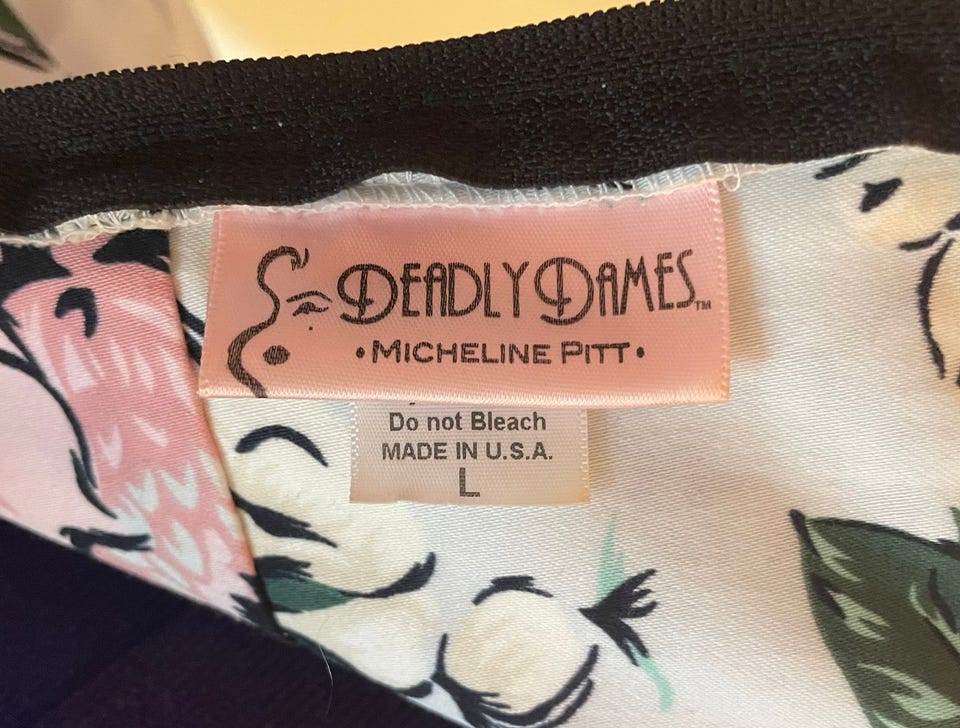 DEADLY DAMES™
•MICHELINE PITT•
Do not Bleach
MADE IN U.S.A.
L